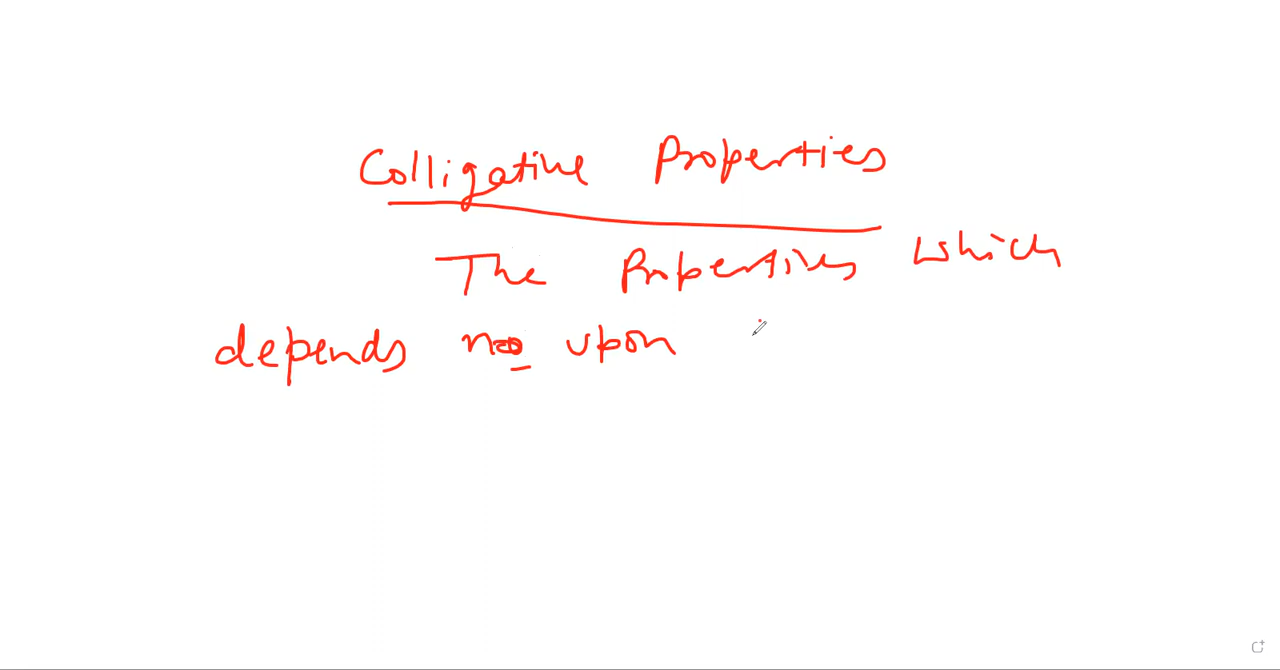 Colligative Properties
The Properties which
depends no upon